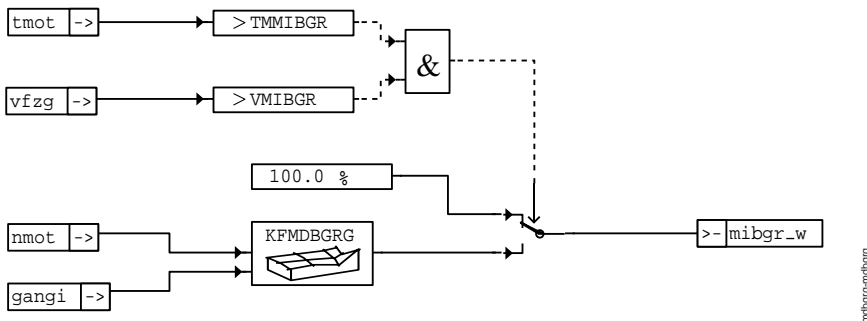 tmot ->
>TMMIBGR
&
vfzg ->
>VMIBGR
100.0 %
nmot ->
KFMDBGRG
>- mibgr_w
gangi ->